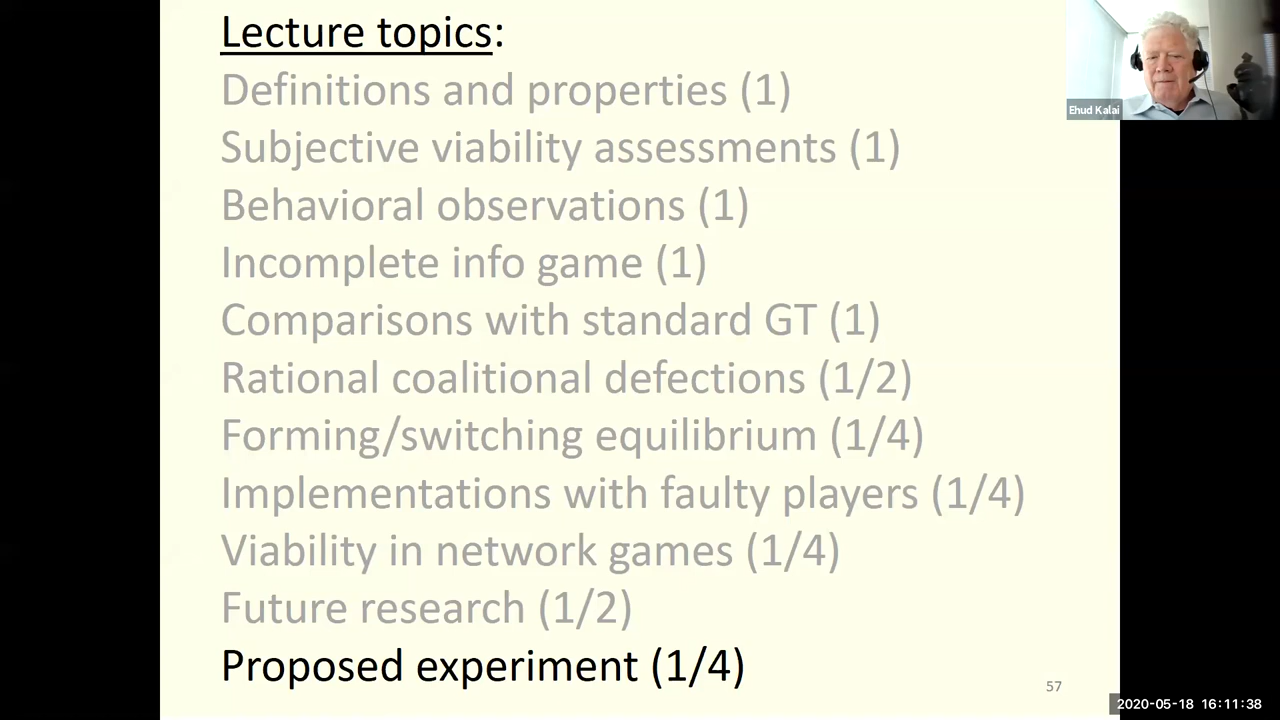 Lecture topics:
Definitions and properties (1)
Subjective viability assessments (1)
Behavioral observations (1)
Incomplete info game (1)
Comparisons with standard GT (1)
Rational coalitional defections (1/2)
Forming/switching equilibrium (1/4)
Implementations with faulty players (1/4)
Viability in network games (1/4)
Future research (1/2)
Proposed experiment (1/4)
57
Ehud Kalai
2020-05-18 16:11:38